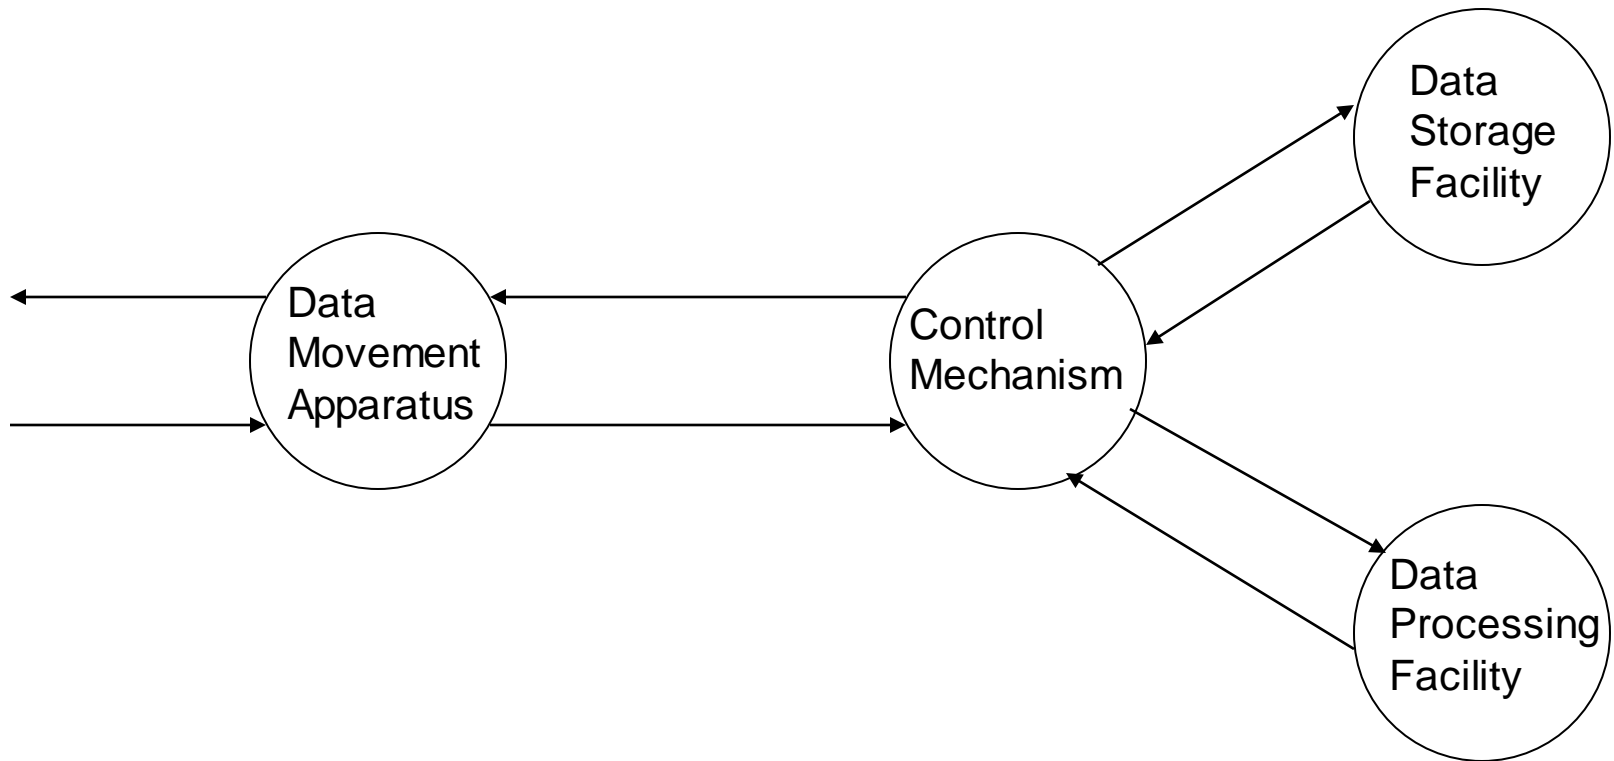 Data
Movement
Apparatus
Control
Mechanism
Data
Storage
Facility
Data
Processing
Facility